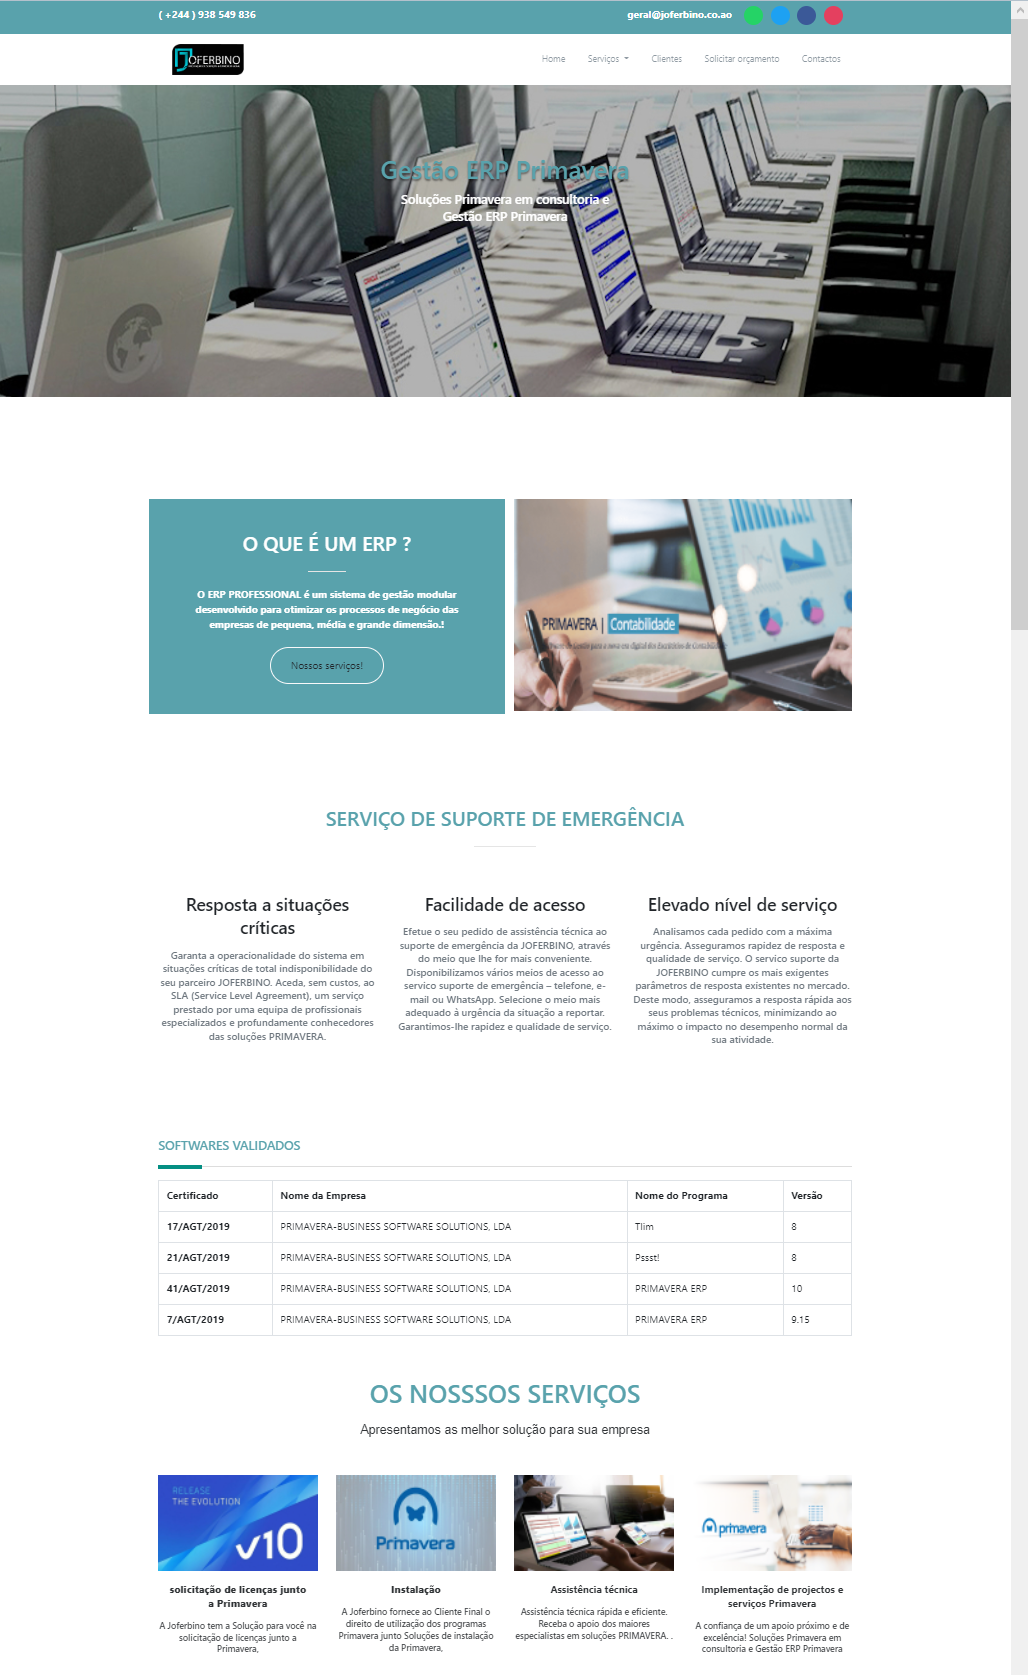 ( +244 ) 938 549 836
geral@joferbino.co.ao
JOFERBINO
Home Serviços Clientes Solicitar orçamento Contactos
Gestão ERP Primavera
Soluções Primavera em consultoria e
Gestão ERP Primavera
O QUE É UM ERP ?
O ERP PROFESSIONAL é um sistema de gestão modular
desenvolvido para otimizar os processos de negócio das
empresas de pequena, média e grande dimensão.!
Nossos serviços!
PRIMAVERA | Contabilidade
SERVIÇO DE SUPORTE DE EMERGÊNCIA
Resposta a situações
críticas
Garanta a operacionalidade do sistema em
situações críticas de total indisponibilidade do
seu parceiro JOFERBINO. Aceda, sem custos, ao
SLA (Service Level Agreement), um serviço
prestado por uma equipa de profissionais
especializados e profundamente conhecedores
das soluções PRIMAVERA.
Facilidade de acesso
Efetue o seu pedido de assistência técnica ao
suporte de emergência da JOFERBINO, através
do meio que lhe for mais conveniente.
Disponibilizamos vários meios de acesso ao
servico suporte de emergência – telefone, e-
mail ou WhatsApp. Selecione o meio mais
adequado à urgência da situação a reportar.
Garantimos-lhe rapidez e qualidade de serviço.
Elevado nível de serviço
Analisamos cada pedido com a máxima
urgência. Asseguramos rapidez de resposta e
qualidade de serviço. O servico suporte da
JOFERBINO cumpre os mais exigentes
parâmetros de resposta existentes no mercado.
Deste modo, asseguramos a resposta rápida aos
seus problemas técnicos, minimizando ao
máximo o impacto no desempenho normal da
sua atividade.
SOFTWARES VALIDADOS
Certificado Nome da Empresa Nome do Programa Versão
17/AGT/2019 PRIMAVERA-BUSINESS SOFTWARE SOLUTIONS, LDA Tlim 8
21/AGT/2019 PRIMAVERA-BUSINESS SOFTWARE SOLUTIONS, LDA Pssst! 8
41/AGT/2019 PRIMAVERA-BUSINESS SOFTWARE SOLUTIONS, LDA PRIMAVERA ERP 10
7/AGT/2019 PRIMAVERA-BUSINESS SOFTWARE SOLUTIONS, LDA PRIMAVERA ERP 9.15
OS NOSSSOS SERVIÇOS
Apresentamos as melhor solução para sua empresa
RELEASE
THE EVOLUTION
v10
solicitação de licenças junto
a Primavera
A Joferbino tem a Solução para você na
solicitação de licenças junto a
Primavera,
Primavera
Instalação
A Joferbino fornece ao Cliente Final o
direito de utilização dos programas
Primavera junto Soluções de instalação
da Primavera,
Assistência técnica
Assistência técnica rápida e eficiente.
Receba o apoio dos maiores
especialistas em soluções PRIMAVERA. .
primavera
Implementação de projectos e
serviços Primavera
A confiança de um apoio próximo e de
excelência! Soluções Primavera em
consultoria e Gestão ERP Primavera